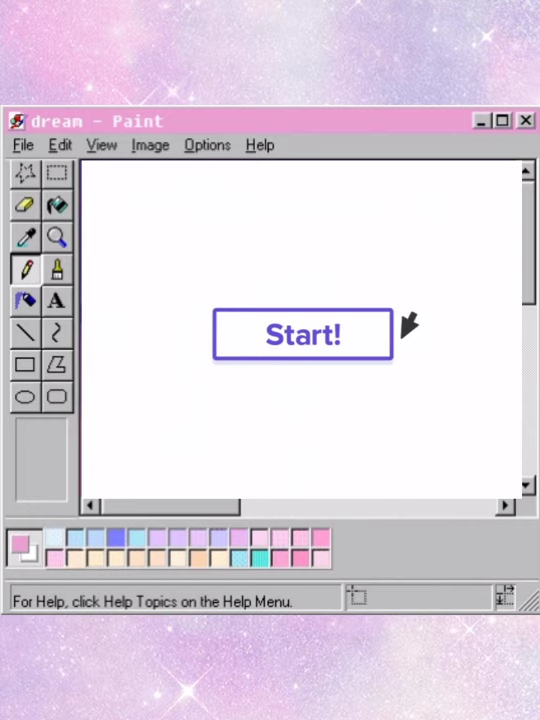 dream - Paint
File Edit View Image Options Help
A
Start!
For Help, click Help Topics on the Help Menu.